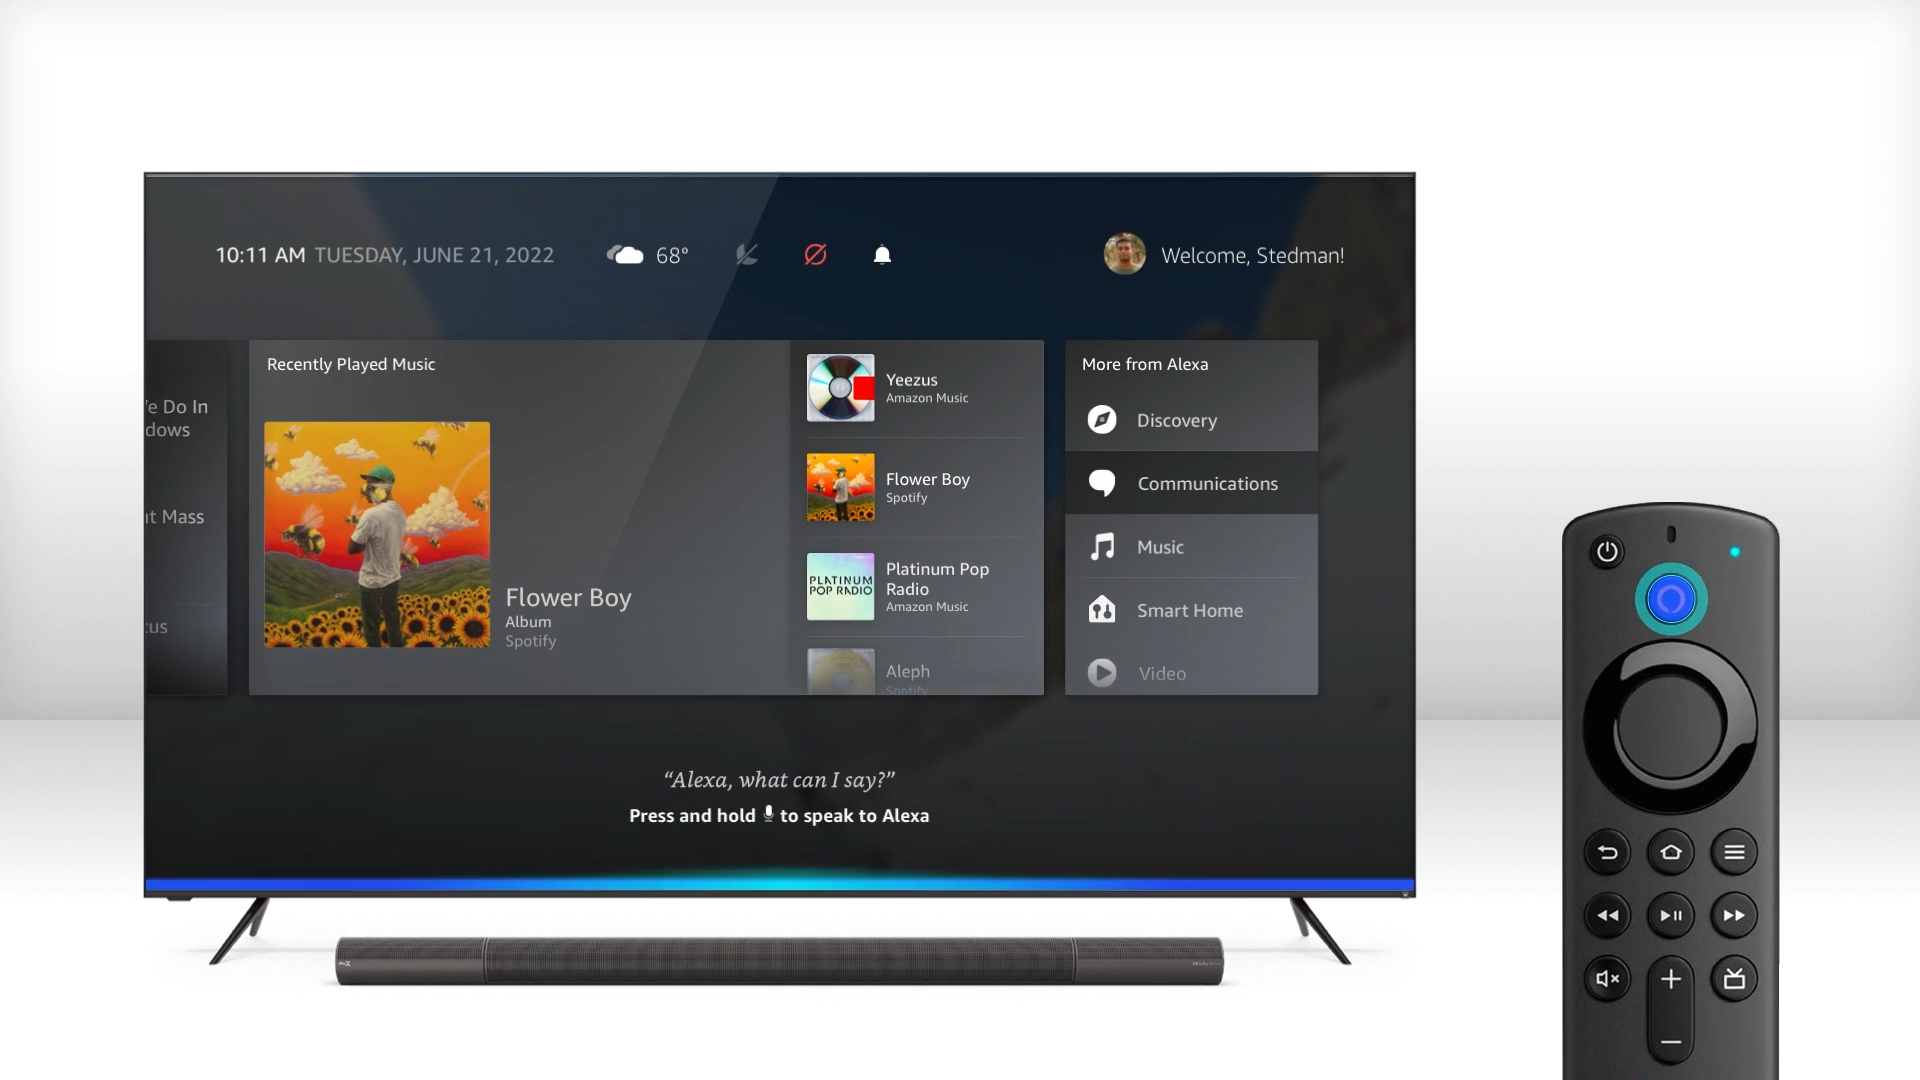 10:11 AM TUESDAY, JUNE 21, 2022
68°
Welcome, Stedman!
e Do In
dows
t Mass
us
Recently Played Music
Flower Boy
Album
Spotify
Yeezus
Amazon Music
Flower Boy
Spotify
PLATINUM
POP RADIO
Platinum Pop
Radio
Amazon Music
Aleph
Spotify
More from Alexa
Discovery
Communications
Music
Smart Home
Video
“Alexa, what can I say?”
Press and hold to speak to Alexa